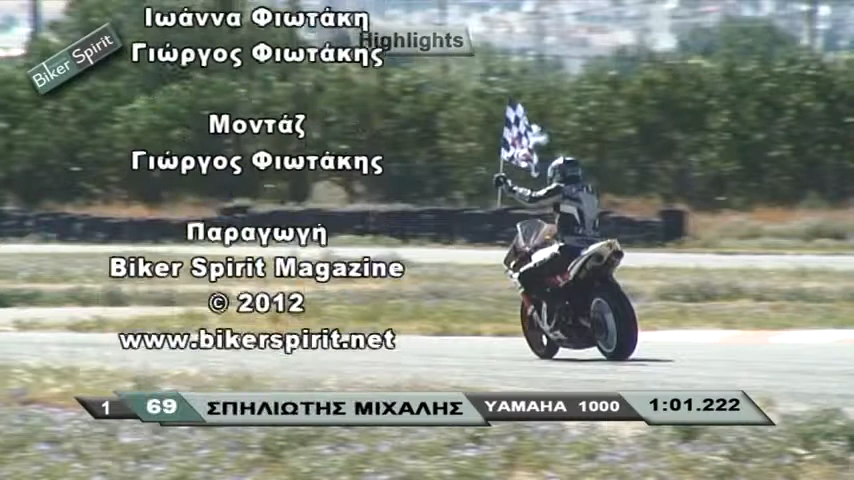 Ιωάννα Φιωτάκη
Biker Spirit
Γιώργος Φιωτάκης
Highlights
Μοντάζ
Γιώργος Φιωτάκης
Παραγωγή
Biker Spirit Magazine
© 2012
www.bikerspirit.net
1 69 ΣΠΗΛΙΩΤΗΣ ΜΙΧΑΛΗΣ YAMAHA 1000 1:01.222